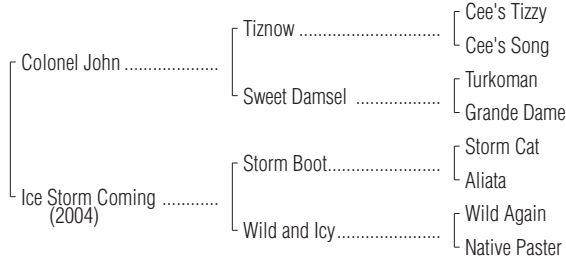 Cee's Tizzy
Tiznow ..............................
Cee's Song
Colonel John ....................
Turkoman
Sweet Damsel ..................
Grande Dame
Storm Cat
Storm Boot........................
Aliata
Ice Storm Coming ............
(2004)
Wild Again
Wild and Icy......................
Native Paster